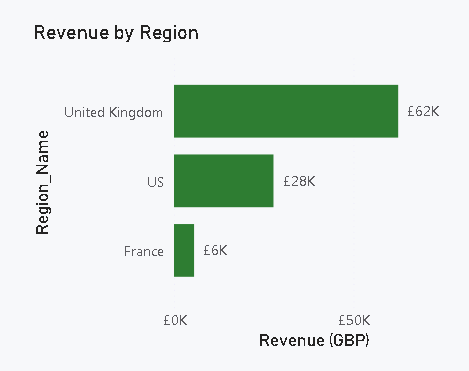 Revenue by Region
Region_Name
United Kingdom £62K
US £28K
France £6K
£0K £50K
Revenue (GBP)